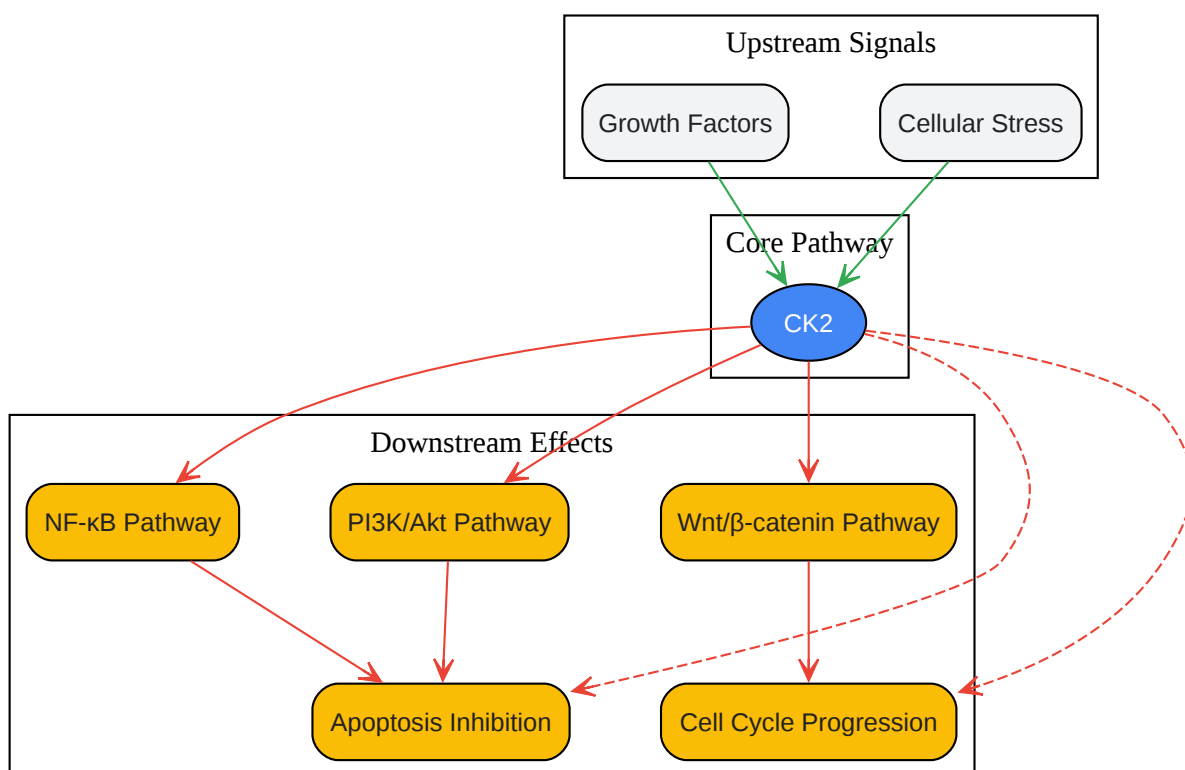 Upstream Signals
Growth Factors
Cellular Stress
Core Pathway
CK2
Downstream Effects
NF-κB Pathway
PI3K/Akt Pathway
Wnt/β-catenin Pathway
Apoptosis Inhibition
Cell Cycle Progression